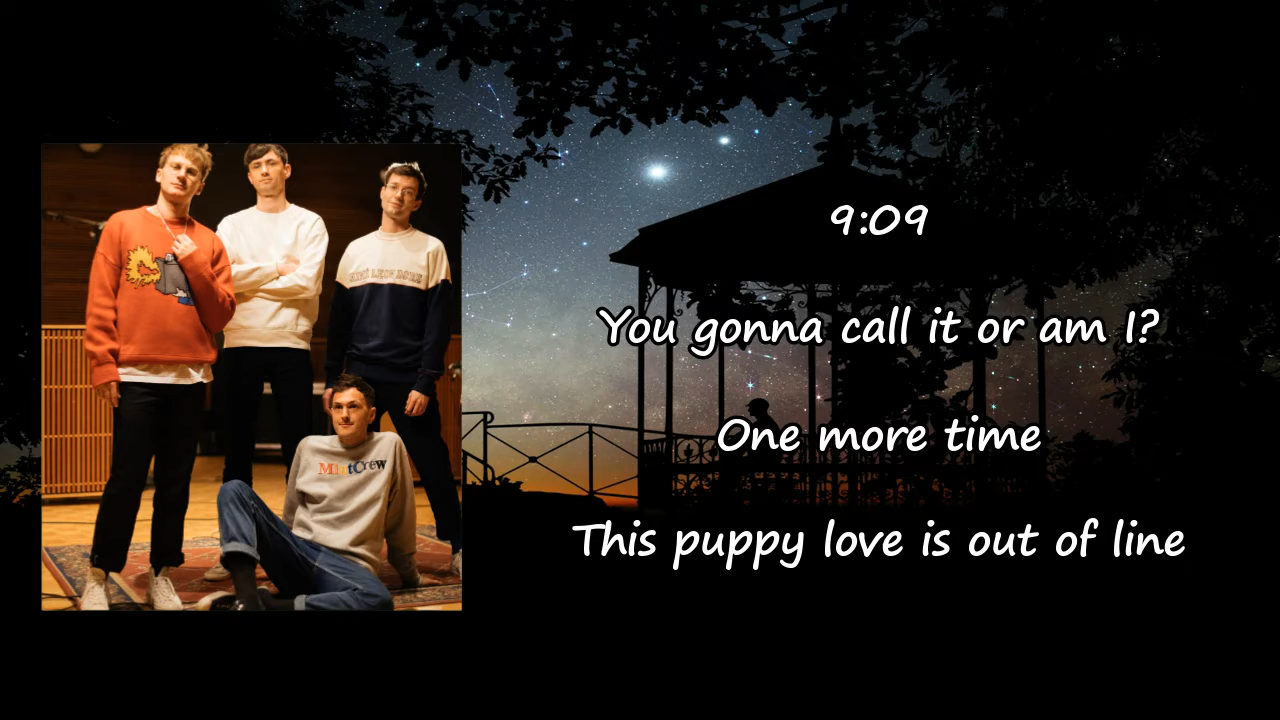 9:09
You gonna call it or am I?
One more time
This puppy love is out of line
MintCrew